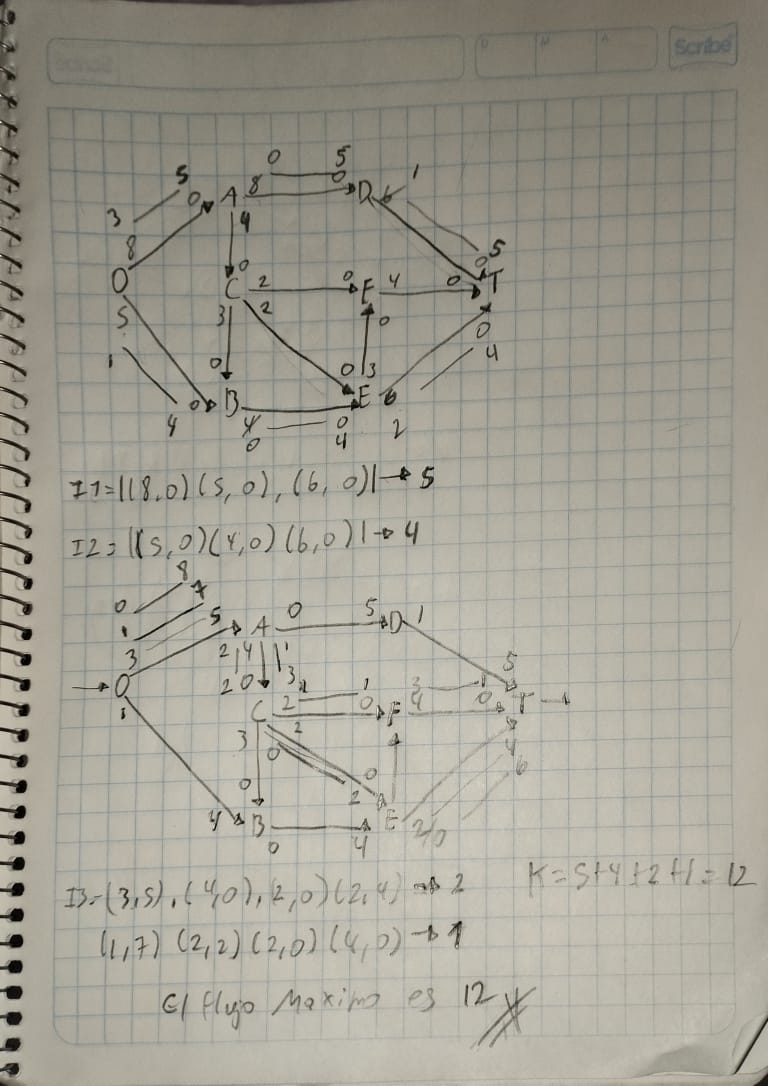 Scribe
D M A
0 5
5 A 8 0 D 6 1
3 0
8 4 5
0
O 0 C 2 0 F 4 0 T
5 3 2 0 0
1 0 0 3 4
4 0 B 4 0 E 6
0 4 2
I1=|(8,0)(5,0),(6,0)|→5
I2=|(5,0)(4,0)(6,0)|→4
8
0 7
1 5 A 0 5 D 1
3 2 4 1 5
O 2 0 3 1 3 1
1 C 2 0 F 4 0 T
3 2 4
0 0 6
0 2
4 B E 2/0
0 4
I3=(3,5),(4,0),(2,0)(2,4)→2 K=5+4+2+1=12
(1,7)(2,2)(2,0)(4,0)→1
El flujo Maximo es 12